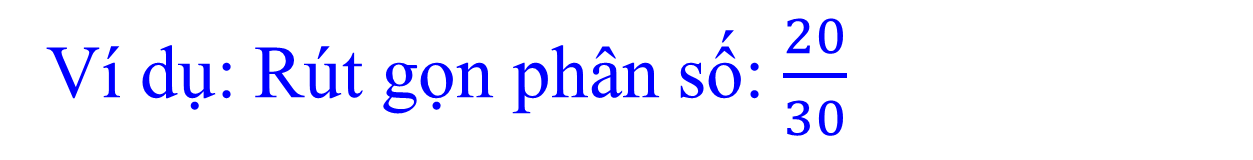 Ví dụ: Rút gọn phân số: 20/30